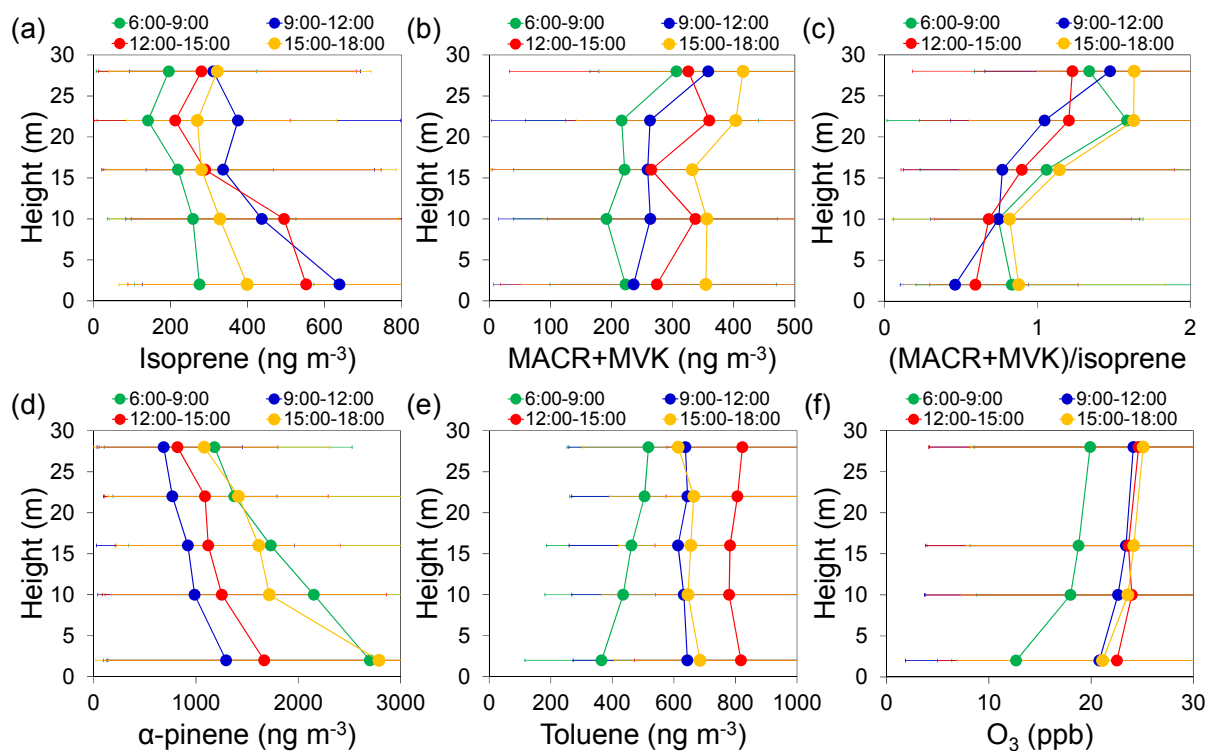 (a) 6:00-9:00 9:00-12:00
12:00-15:00 15:00-18:00
Height (m)
30
25
20
15
10
5
0
0 200 400 600 800
Isoprene (ng m-3)
(b) 6:00-9:00 9:00-12:00
12:00-15:00 15:00-18:00
Height (m)
30
25
20
15
10
5
0
0 100 200 300 400 500
MACR+MVK (ng m-3)
(c) 6:00-9:00 9:00-12:00
12:00-15:00 15:00-18:00
Height (m)
30
25
20
15
10
5
0
0 1 2
(MACR+MVK)/isoprene
(d) 6:00-9:00 9:00-12:00
12:00-15:00 15:00-18:00
Height (m)
30
25
20
15
10
5
0
0 1000 2000 3000
α-pinene (ng m-3)
(e) 6:00-9:00 9:00-12:00
12:00-15:00 15:00-18:00
Height (m)
30
25
20
15
10
5
0
0 200 400 600 800 1000
Toluene (ng m-3)
(f) 6:00-9:00 9:00-12:00
12:00-15:00 15:00-18:00
Height (m)
30
25
20
15
10
5
0
0 10 20 30
O3 (ppb)